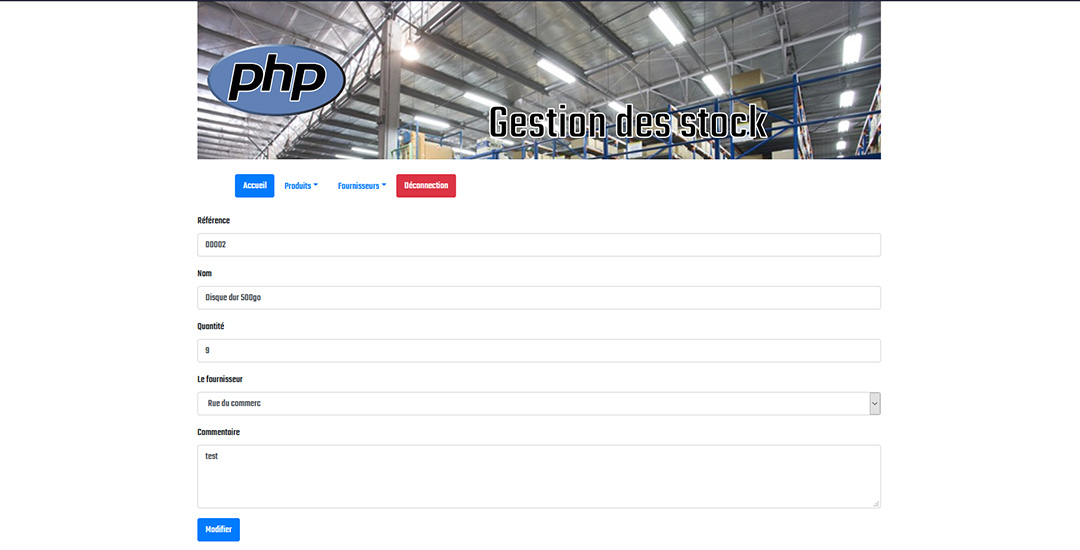 php
Gestion des stock
Accueil Produits Fournisseurs Déconnection
Référence
00002
Nom
Disque dur 500go
Quantité
9
Le fournisseur
Rue du commerc
Commentaire
test
Modifier